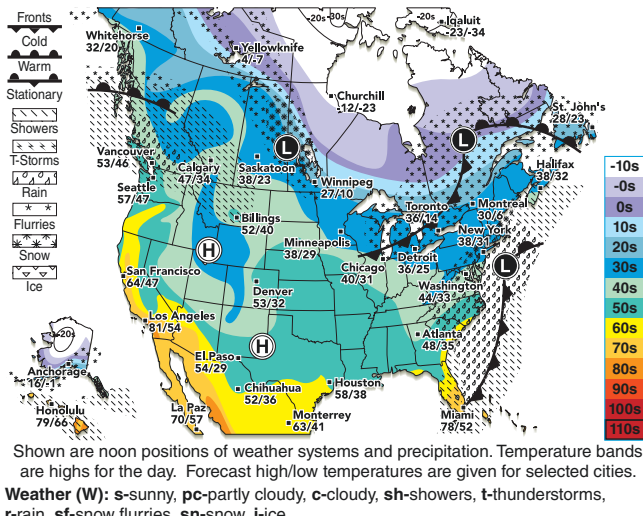 Fronts
Cold
Warm
Stationary
Showers
T-Storms
Rain
Flurries
Snow
Ice
-20s
-30s
Iqaluit
-23/-34
Whitehorse
32/20
Yellowknife
4/-7
Churchill
-12/-23
St. John's
28/23
L
L
Vancouver
53/46
Calgary
47/34
Saskatoon
38/23
Winnipeg
27/10
Halifax
38/32
Seattle
57/47
Toronto
36/14
Montreal
30/6
Billings
52/40
Minneapolis
38/29
New York
38/31
H
Chicago
40/31
Detroit
36/25
L
San Francisco
64/47
Denver
53/32
Washington
44/33
Los Angeles
81/54
H
Atlanta
48/35
-20s
El Paso
54/29
Anchorage
16/-1
Chihuahua
52/36
Houston
58/38
Honolulu
79/66
La Paz
70/57
Monterrey
63/41
Miami
78/52
-10s
-0s
0s
10s
20s
30s
40s
50s
60s
70s
80s
90s
100s
110s
Shown are noon positions of weather systems and precipitation. Temperature bands
are highs for the day. Forecast high/low temperatures are given for selected cities.
Weather (W): s-sunny, pc-partly cloudy, c-cloudy, sh-showers, t-thunderstorms,
r-rain, sf-snow flurries, sn-snow, i-ice